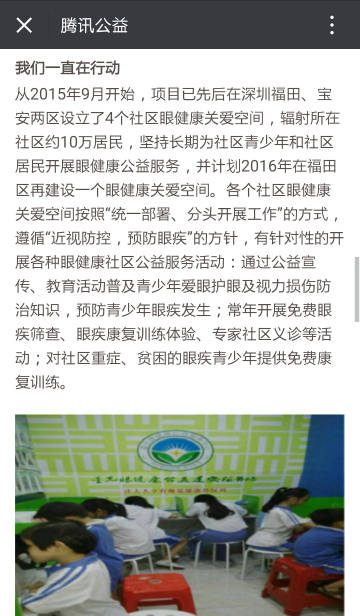 腾讯公益
我们一直在行动
从2015年9月开始，项目已先后在深圳福田、宝
安两区设立了4个社区眼健康关爱空间，辐射所在
社区约10万居民，坚持长期为社区青少年和社区
居民开展眼健康公益服务，并计划2016年在福田
区再建设一个眼健康关爱空间。各个社区眼健康
关爱空间按照“统一部署、分头开展工作”的方式，
遵循“近视防控，预防眼疾”的方针，有针对性的开
展各种眼健康社区公益服务活动：通过公益宣
传、教育活动普及青少年爱眼护眼及视力损伤防
治知识，预防青少年眼疾发生；常年开展免费眼
疾筛查、眼疾康复训练体验、专家社区义诊等活
动；对社区重症、贫困的眼疾青少年提供免费康
复训练。